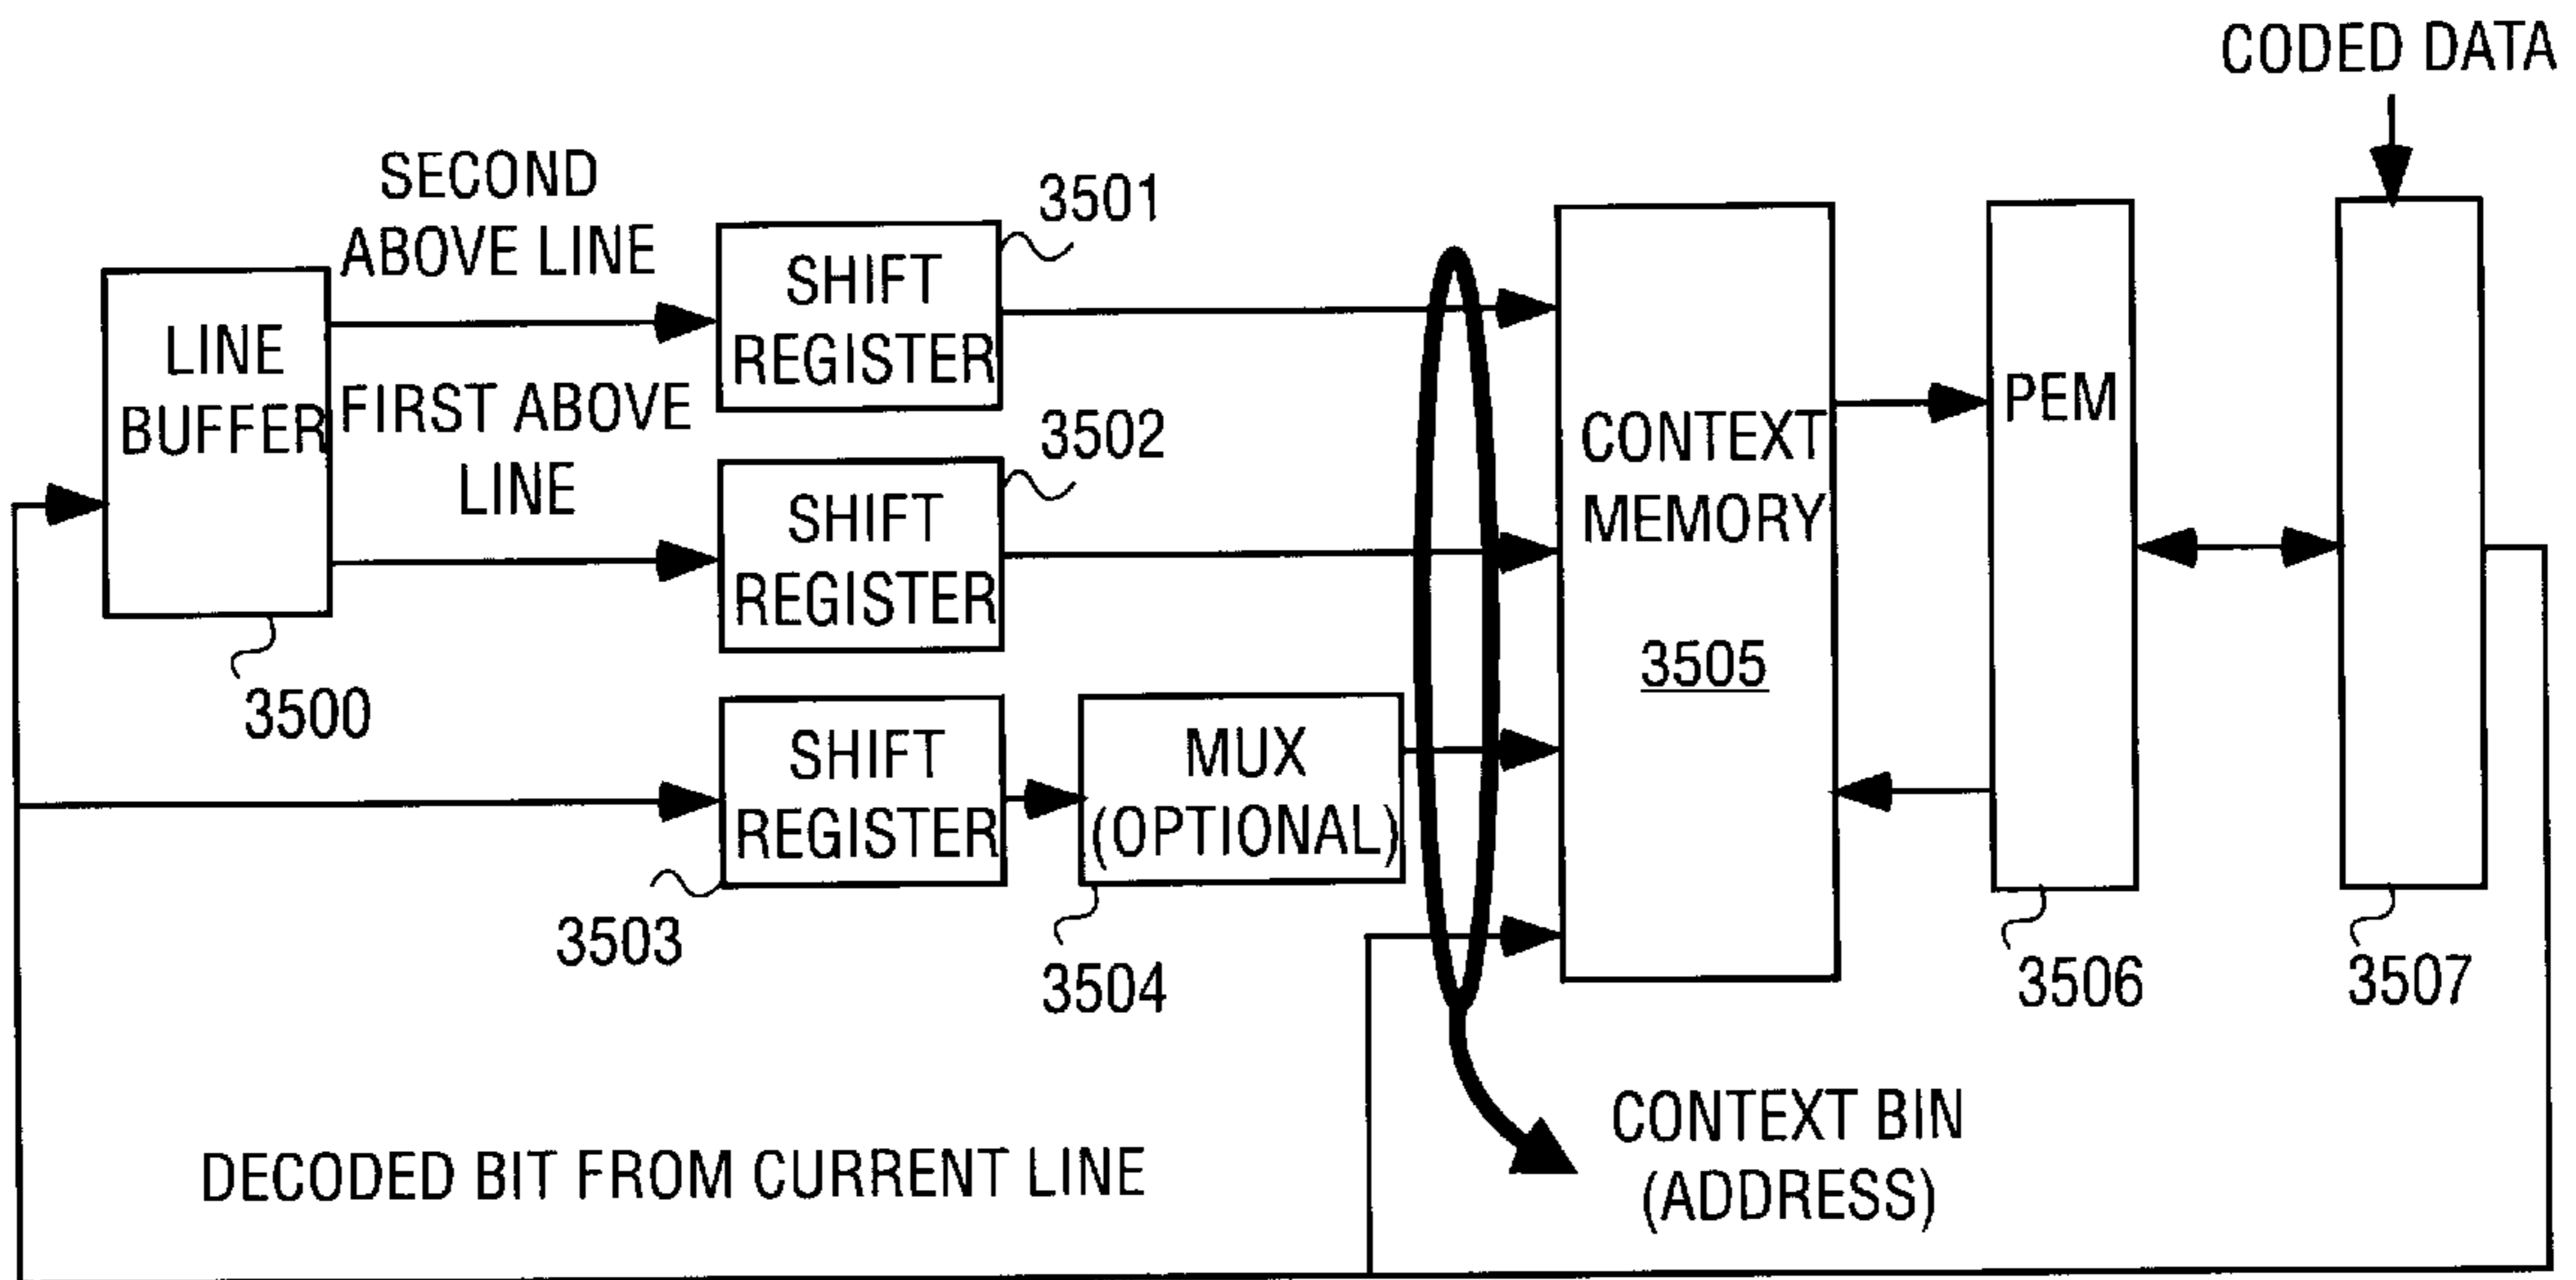 CODED DATA
SECOND
ABOVE LINE
3501
SHIFT
REGISTER
LINE
BUFFER
FIRST ABOVE
LINE
3502
SHIFT
REGISTER
3500
SHIFT
REGISTER
3503
MUX
(OPTIONAL)
3504
CONTEXT
MEMORY
3505
PEM
3506
3507
CONTEXT BIN
(ADDRESS)
DECODED BIT FROM CURRENT LINE